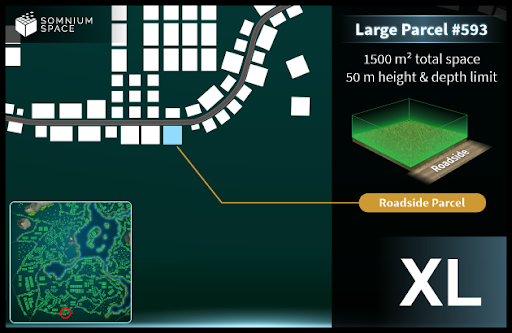 SOMNIUM
SPACE
Large Parcel #593
1500 m² total space
50 m height & depth limit
Roadside
Roadside Parcel
XL